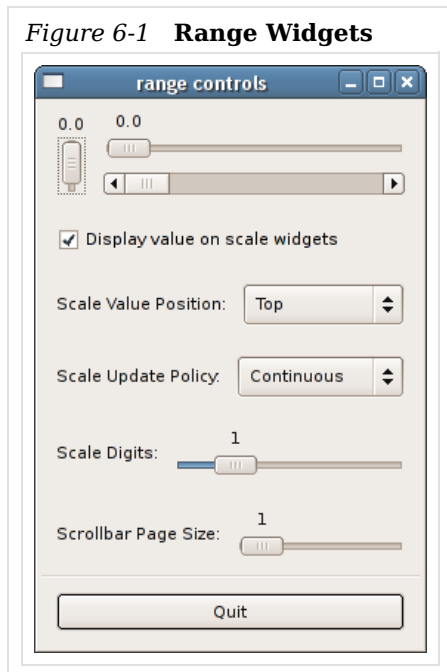 Figure 6-1 Range Widgets
range controls
0.0 0.0
Display value on scale widgets
Scale Value Position: Top
Scale Update Policy: Continuous
1
Scale Digits:
1
Scrollbar Page Size:
Quit